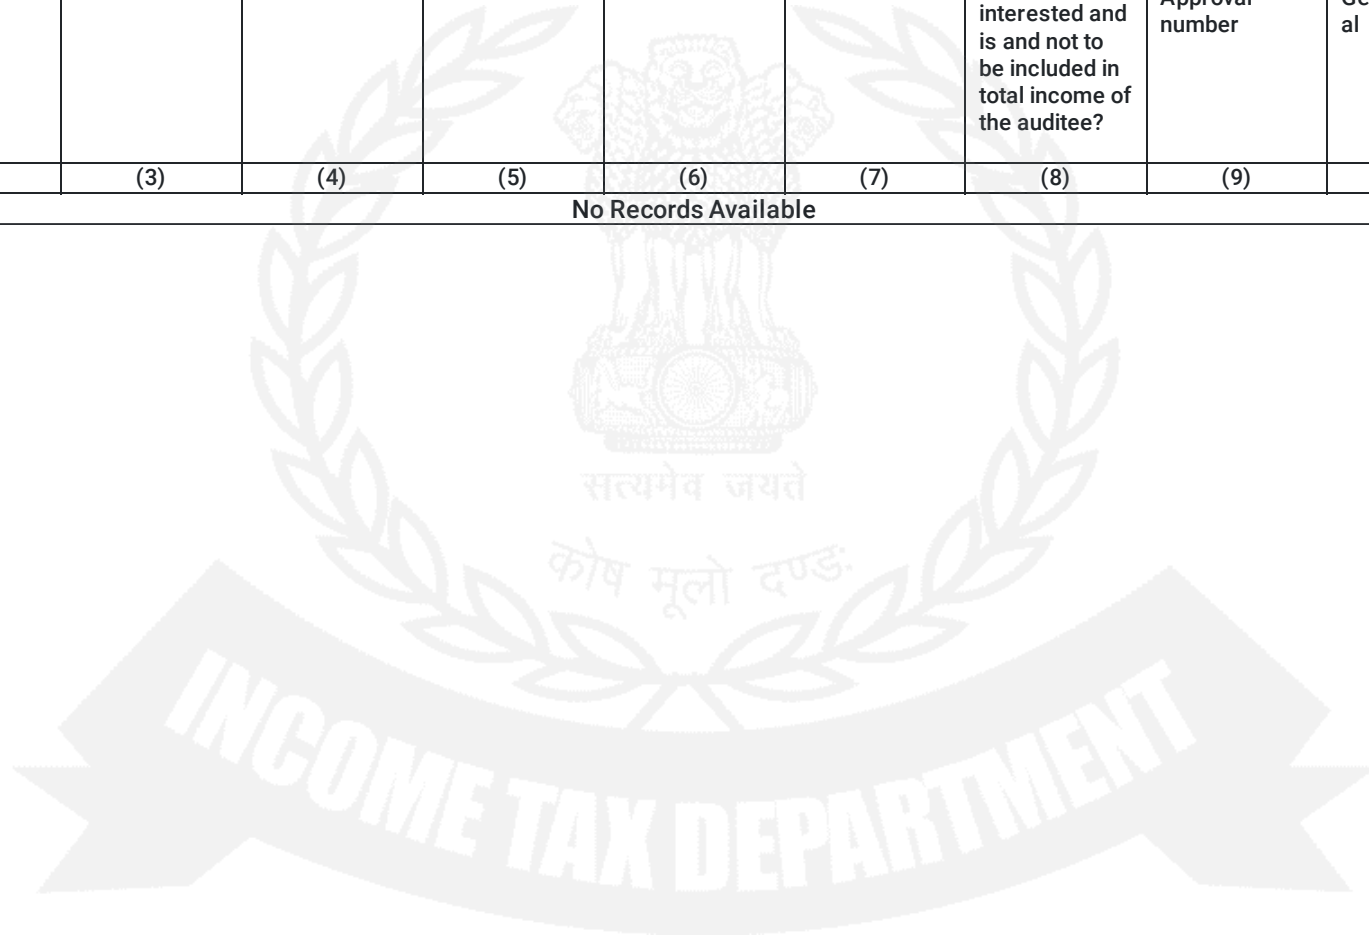 interested and
is and not to
be included in
total income of
the auditee?
Approval
number
al
(3) (4) (5) (6) (7) (8) (9)
No Records Available
सत्यमेव जयते
कोष मूलो दण्डः
INCOME TAX DEPARTMENT